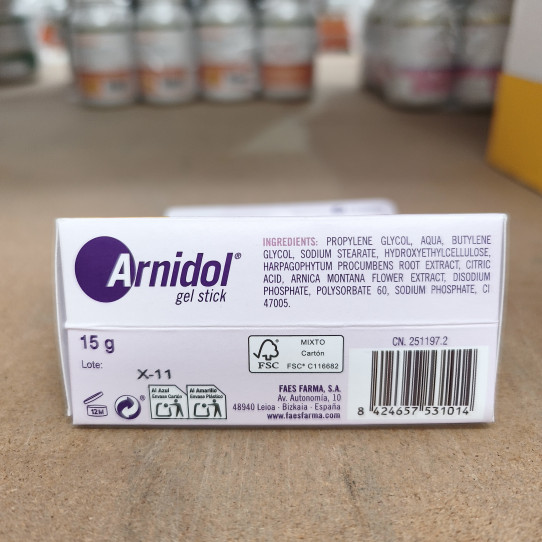 Arnidol®
gel stick
INGREDIENTS: PROPYLENE GLYCOL, AQUA, BUTYLENE
GLYCOL, SODIUM STEARATE, HYDROXYETHYLCELLULOSE,
HARPAGOPHYTUM PROCUMBENS ROOT EXTRACT, CITRIC
ACID, ARNICA MONTANA FLOWER EXTRACT, DISODIUM
PHOSPHATE, POLYSORBATE 60, SODIUM PHOSPHATE, CI
47005.
15 g
Lote:
X-11
12M
Al Azul
Envase Cartón
Al Amarillo
Envase Plástico
FSC
MIXTO
Cartón
FSC® C116682
FAES FARMA, S.A.
Av. Autonomía, 10
48940 Leioa - Bizkaia - España
www.faesfarma.com
CN. 251197.2
8 424657 531014